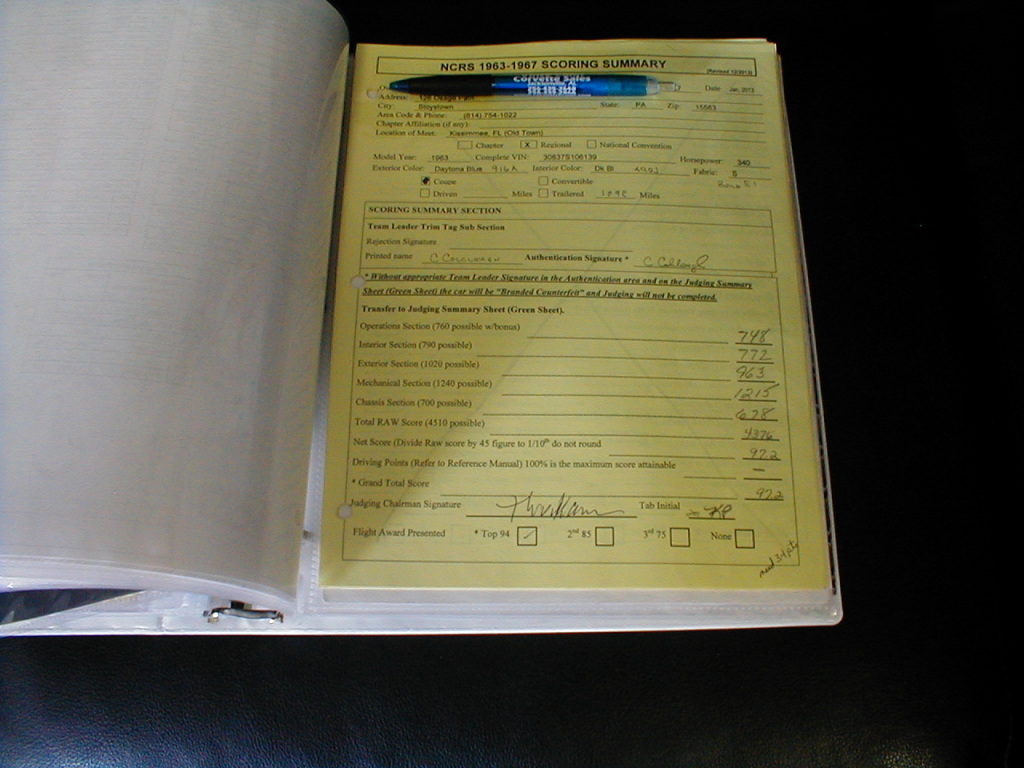 NCRS 1963-1967 SCORING SUMMARY
(Revised 12/2012)
Corvette Sales
Date Jan, 2013
Address: 126 Osage Path
City: Stoystown State: PA Zip: 15563
Area Code & Phone: (814) 754-1022
Chapter Affiliation (if any):
Location of Meet: Kissimmee, FL (Old Town)
Chapter X Regional National Convention
Model Year: 1963 Complete VIN: 30837S106139 Horsepower: 340
Exterior Color: Daytona Blue 916A Interior Color: Dk Bl Fabric: S
Coupe Convertible
Driven Miles Trailered Miles
SCORING SUMMARY SECTION
Team Leader Trim Tag Sub Section
Rejection Signature
Printed name Authentication Signature *
* Without appropriate Team Leader Signature in the Authentication area and on the Judging Summary
Sheet (Green Sheet) the car will be "Branded Counterfeit" and Judging will not be completed.
Transfer to Judging Summary Sheet (Green Sheet).
Operations Section (760 possible w/bonus) 748
Interior Section (790 possible) 772
Exterior Section (1020 possible) 963
Mechanical Section (1240 possible) 1215
Chassis Section (700 possible) 678
Total RAW Score (4510 possible) 4376
Net Score (Divide Raw score by 45 figure to 1/10th do not round 97.2
Driving Points (Refer to Reference Manual) 100% is the maximum score attainable —
* Grand Total Score 97.2
Judging Chairman Signature Tab Initial KP
Flight Award Presented * Top 94 2nd 85 3rd 75 None